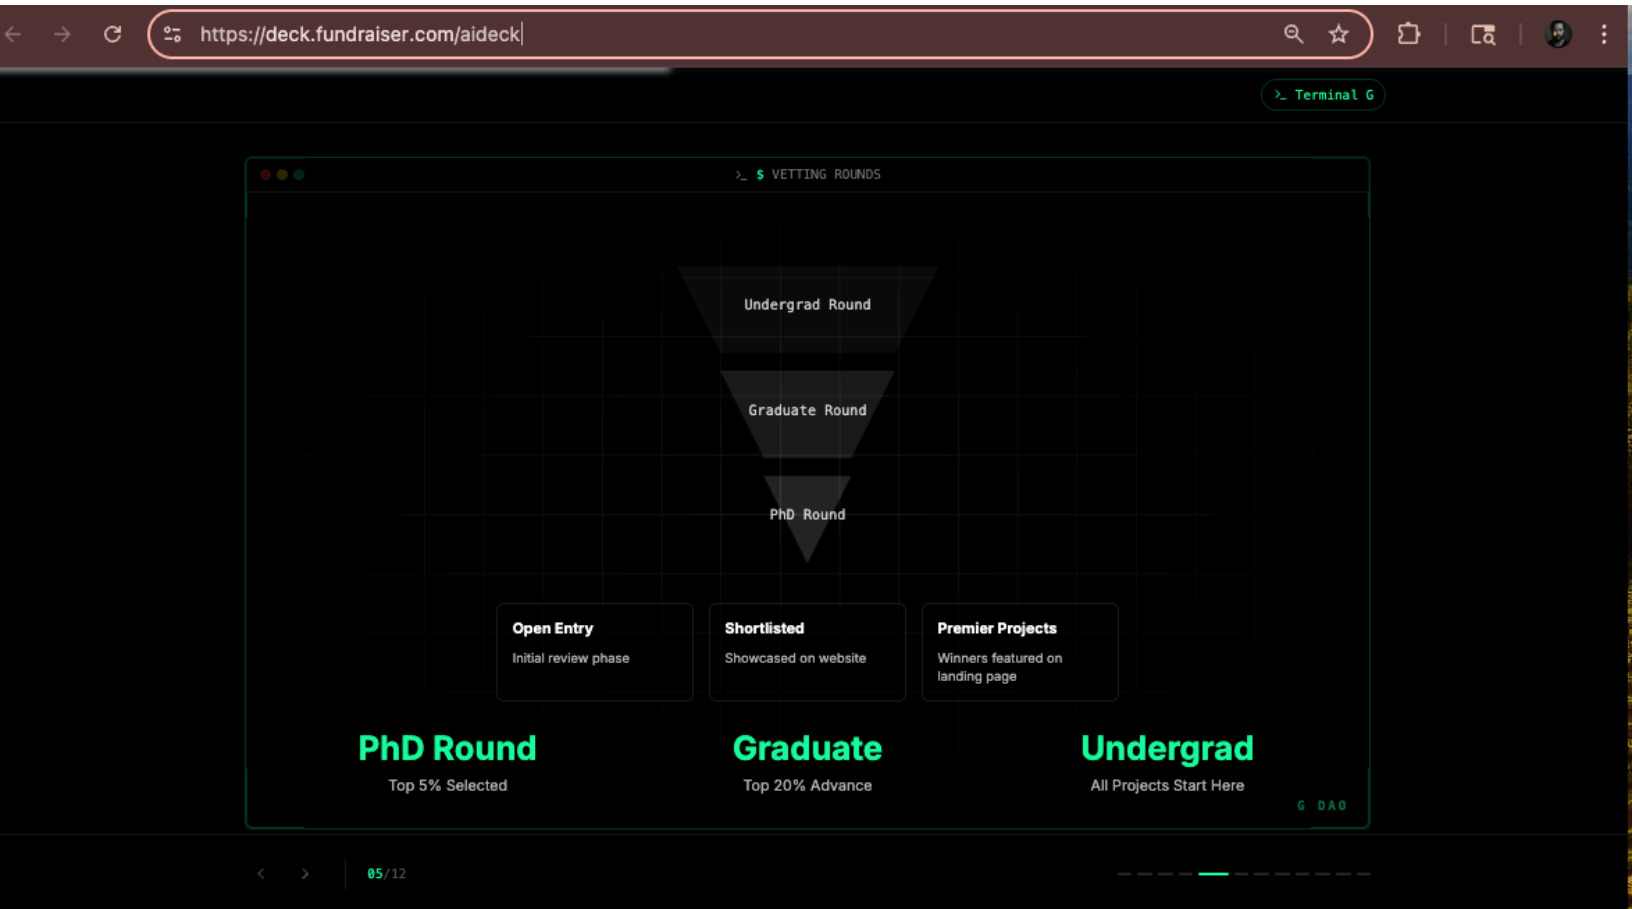 https://deck.fundraiser.com/aideck
>_ Terminal G
>_ $ VETTING ROUNDS
Undergrad Round
Graduate Round
PhD Round
Open Entry
Initial review phase
Shortlisted
Showcased on website
Premier Projects
Winners featured on
landing page
PhD Round
Top 5% Selected
Graduate
Top 20% Advance
Undergrad
All Projects Start Here
G DAO
05/12